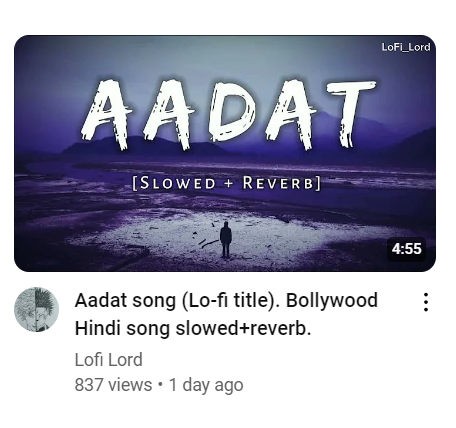 LoFi_Lord
AADAT
[Slowed + Reverb]
4:55
Aadat song (Lo-fi title). Bollywood
Hindi song slowed+reverb.
Lofi Lord
837 views • 1 day ago